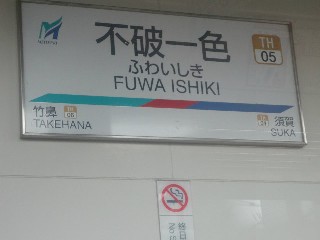 MEITETSU
不破一色
ふわいしき
FUWA ISHIKI
TH
05
竹鼻
TAKEHANA
TH
06
須賀
SUKA
TH
04